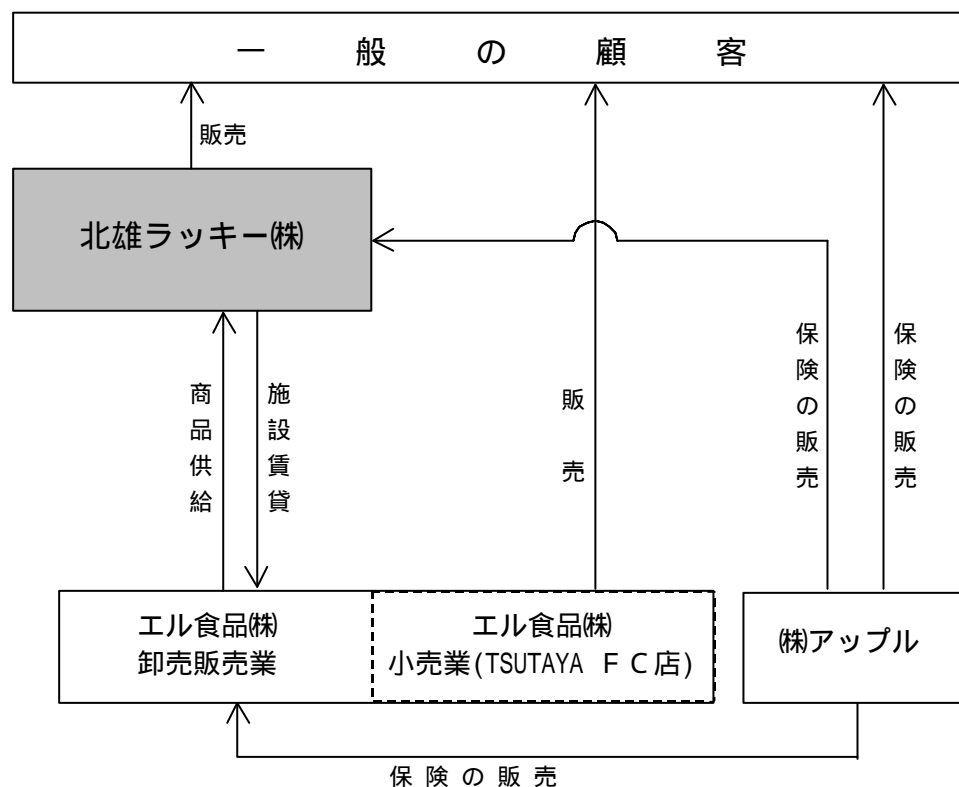 一般の顧客
販売
北雄ラッキー㈱
商品供給
施設賃貸
販売
保険の販売
保険の販売
エル食品㈱
卸売販売業
エル食品㈱
小売業(TSUTAYA ＦＣ店)
㈱アップル
保険の販売